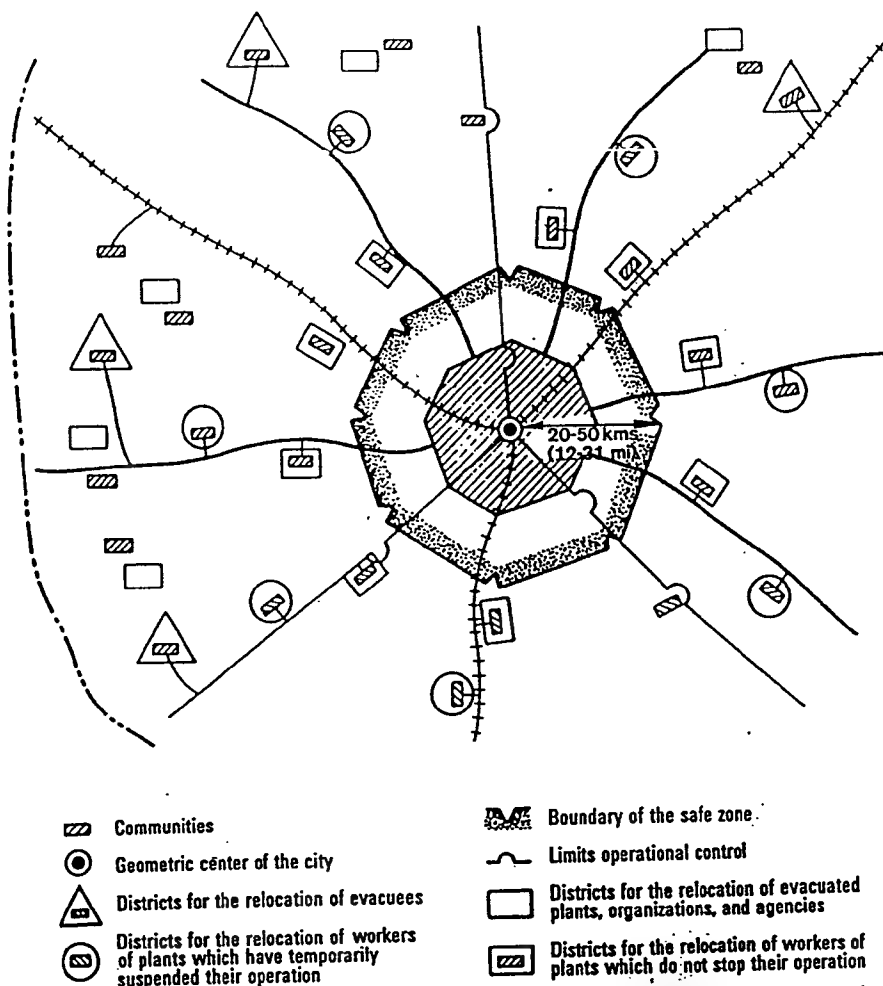 20-50 kms
(12-31 mi)
Communities
Geometric center of the city
Districts for the relocation of evacuees
Districts for the relocation of workers
of plants which have temporarily
suspended their operation
Boundary of the safe zone
Limits operational control
Districts for the relocation of evacuated
plants, organizations, and agencies
Districts for the relocation of workers of
plants which do not stop their operation